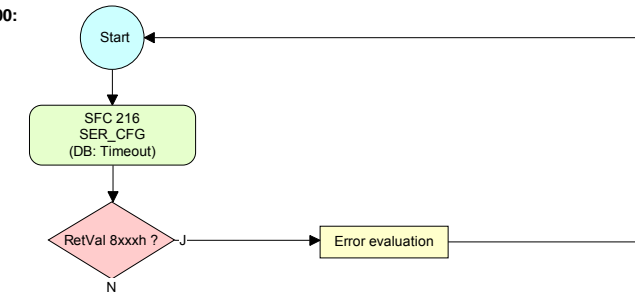 00:
Start
SFC 216
SER_CFG
(DB: Timeout)
RetVal 8xxxh ?
J
Error evaluation
N